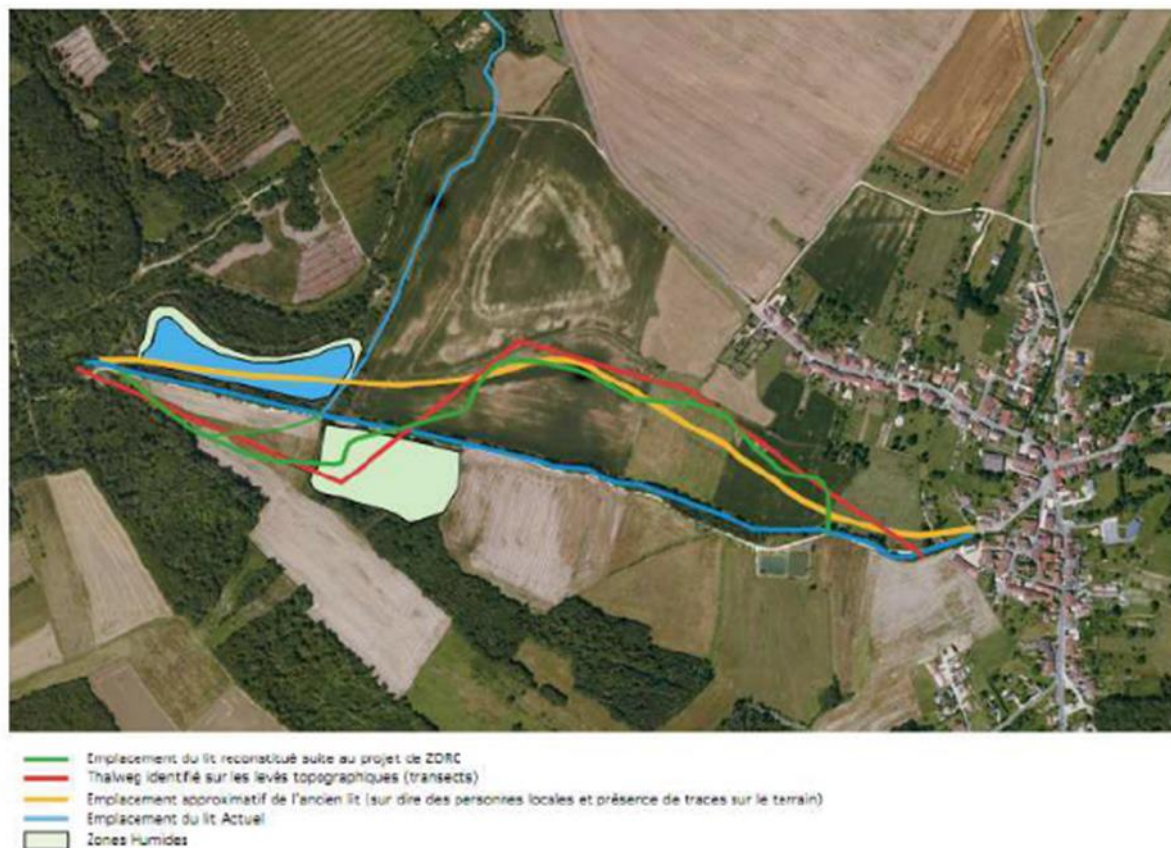 Emplacement du lit reconstitué suite au projet de ZDRC
Thalweg identifié sur les levés topographiques (transects)
Emplacement approximatif de l'ancien lit (sur dire des personnes locales et présence de traces sur le terrain)
Emplacement du lit Actuel
Zones Humides